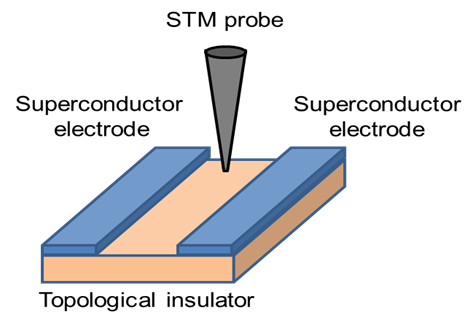 STM probe
Superconductor
electrode
Superconductor
electrode
Topological insulator